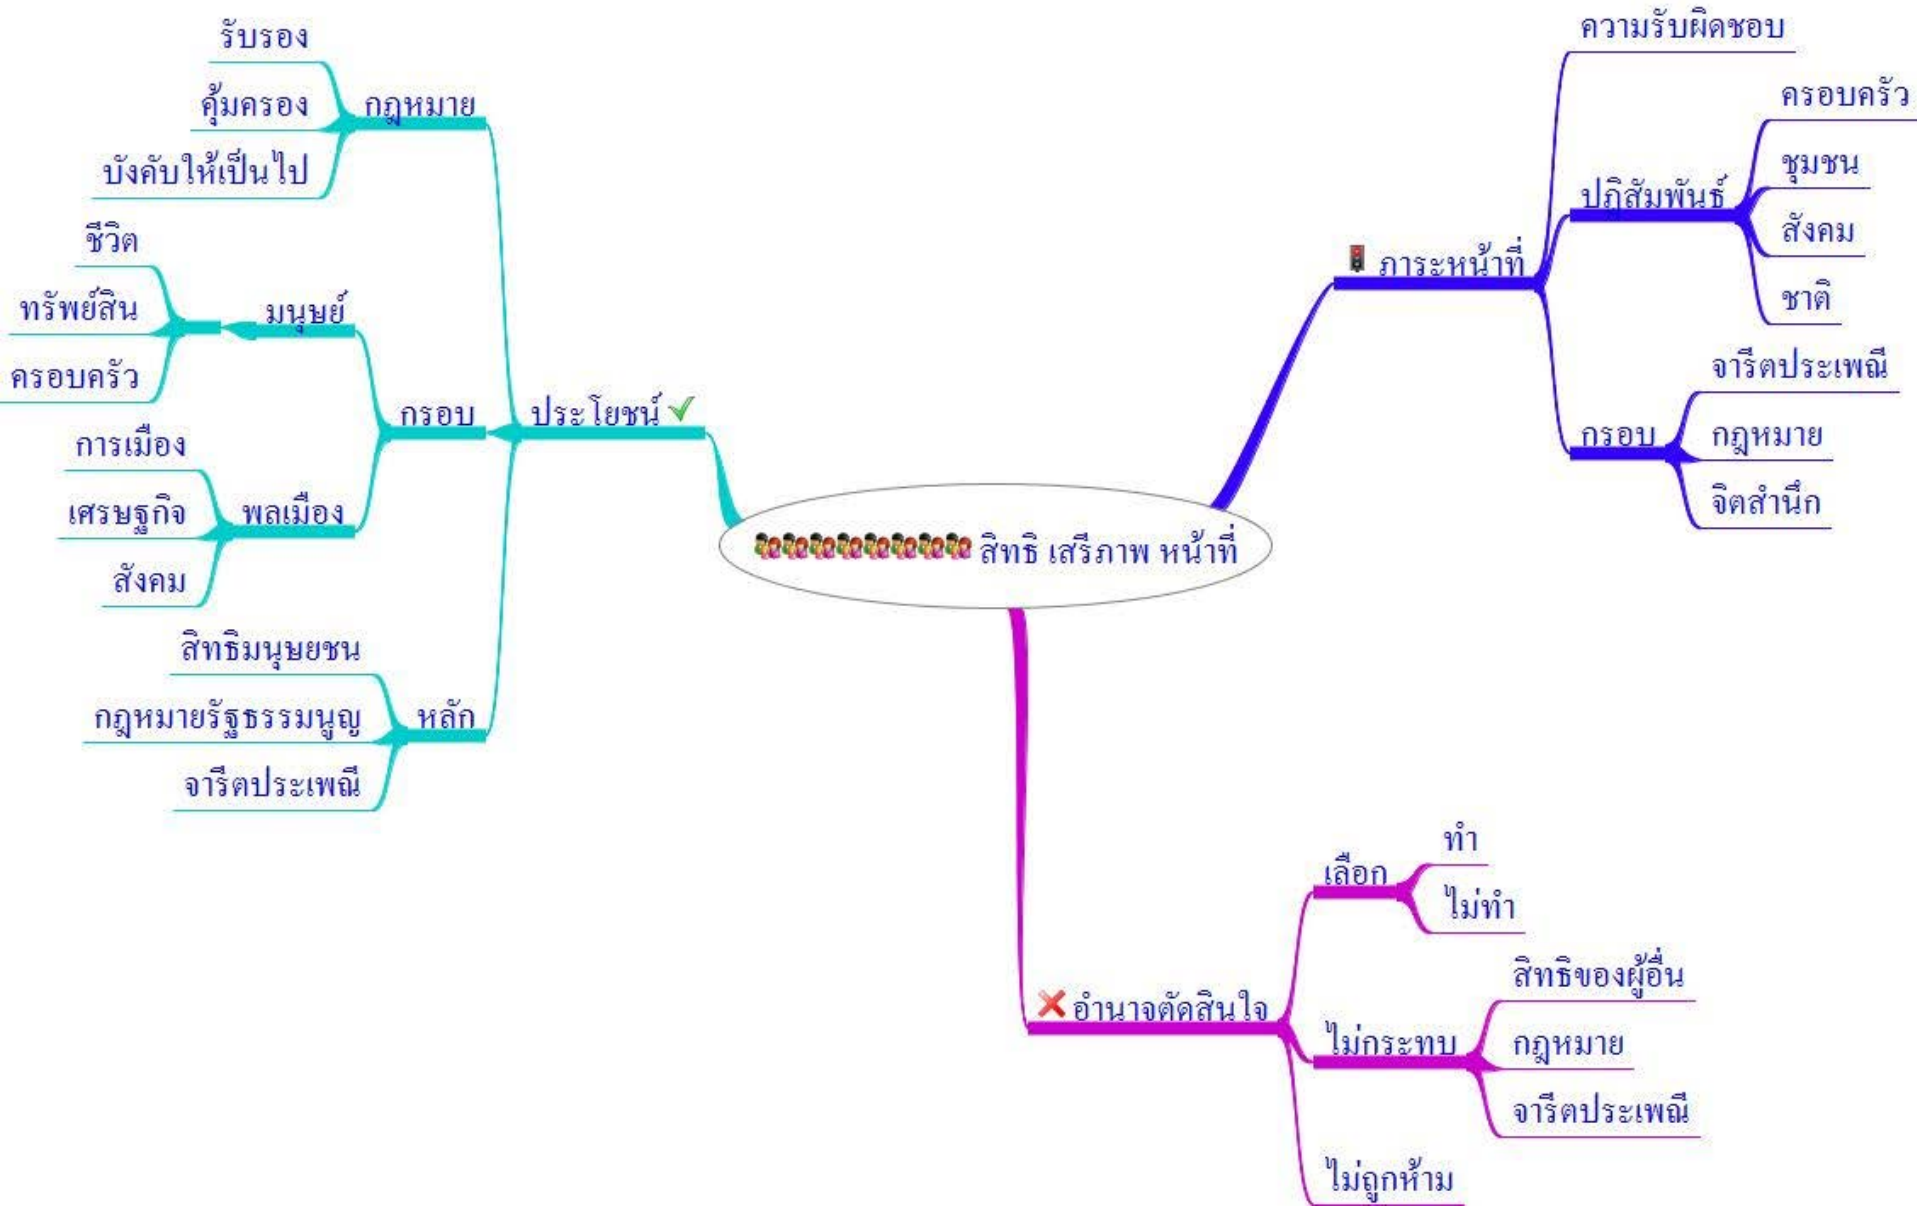 สิทธิ เสรีภาพ หน้าที่
ประโยชน์
กฎหมาย
รับรอง
คุ้มครอง
บังคับให้เป็นไป
กรอบ
มนุษย์
ชีวิต
ทรัพย์สิน
ครอบครัว
พลเมือง
การเมือง
เศรษฐกิจ
สังคม
หลัก
สิทธิมนุษยชน
กฎหมายรัฐธรรมนูญ
จารีตประเพณี
ภาระหน้าที่
ความรับผิดชอบ
ปฎิสัมพันธ์
ครอบครัว
ชุมชน
สังคม
ชาติ
กรอบ
จารีตประเพณี
กฎหมาย
จิตสำนึก
อำนาจตัดสินใจ
เลือก
ทำ
ไม่ทำ
ไม่กระทบ
สิทธิของผู้อื่น
กฎหมาย
จารีตประเพณี
ไม่ถูกห้าม